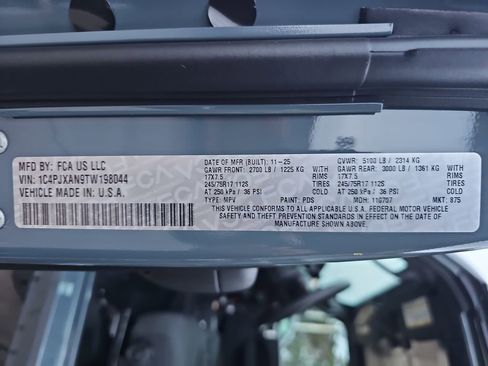 MFD BY: FCA US LLC
VIN: 1C4PJXAN9TW198044
VEHICLE MADE IN: U.S.A.
DATE OF MFR (BUILT): 11-25 GVWR: 5100 LB / 2314 KG
GAWR FRONT: 2700 LB / 1225 KG WITH GAWR REAR: 3000 LB / 1361 KG WITH
17X7.5 RIMS 17X7.5 RIMS
245/75R17 112S 245/75R17 112S
AT 250 kPa / 36 PSI AT 250 kPa / 36 PSI
TYPE: MPV PAINT: PDS MDH: 110707 MKT: 875
THIS VEHICLE CONFORMS TO ALL APPLICABLE U.S.A. FEDERAL MOTOR VEHICLE
SAFETY AND THEFT PREVENTION STANDARDS IN EFFECT ON THE DATE OF
MANUFACTURE SHOWN ABOVE.